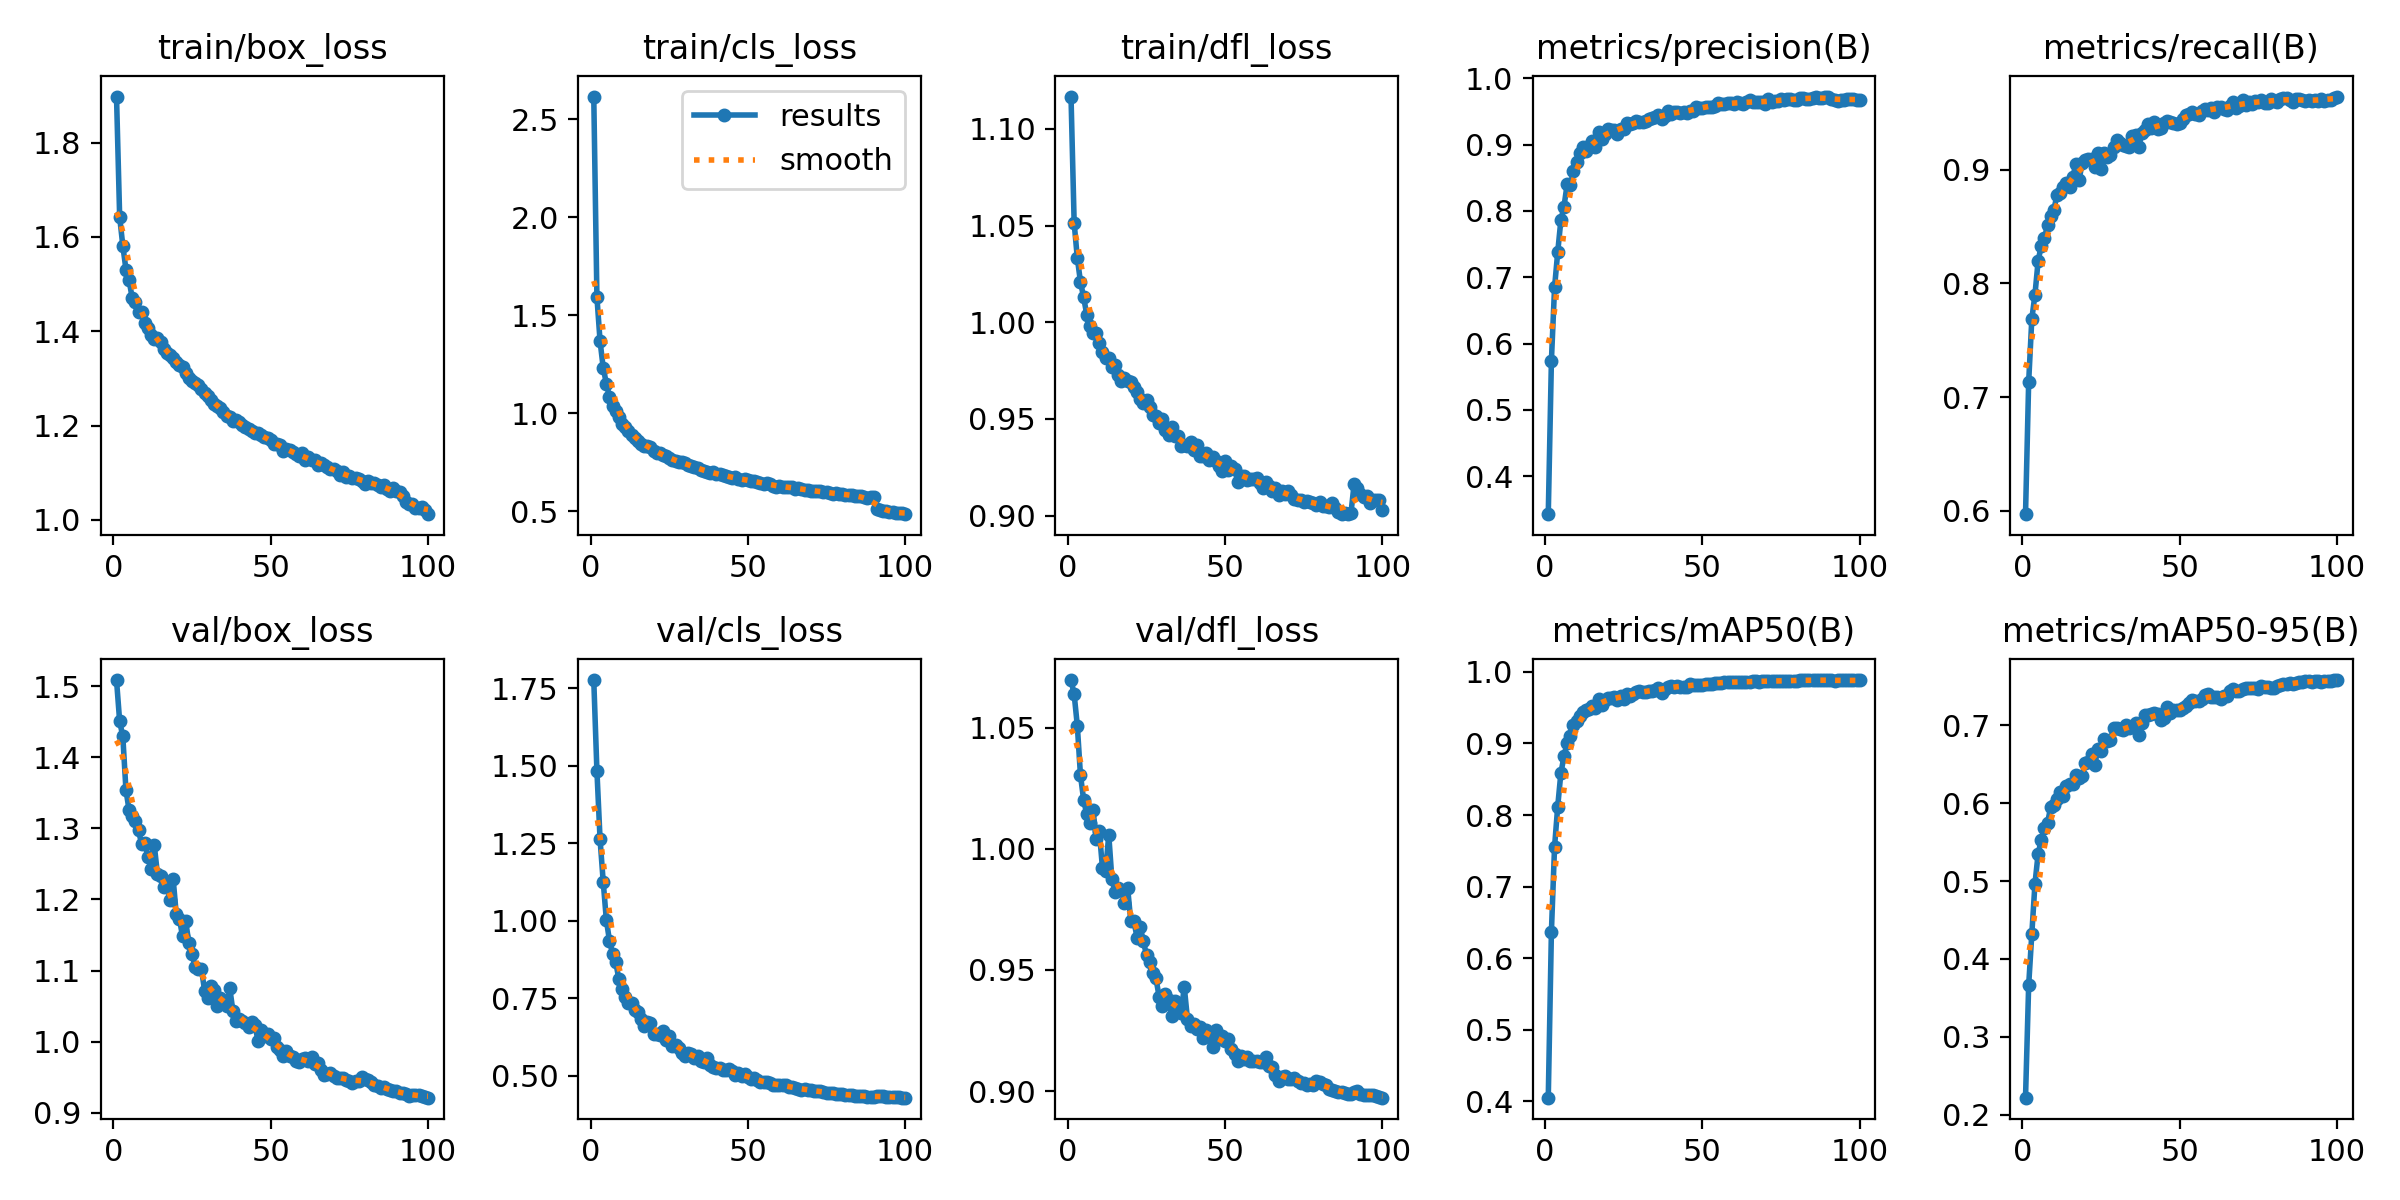 train/box_loss
1.8
1.6
1.4
1.2
1.0
0 50 100
train/cls_loss
results
smooth
2.5
2.0
1.5
1.0
0.5
0 50 100
train/dfl_loss
1.10
1.05
1.00
0.95
0.90
0 50 100
metrics/precision(B)
1.0
0.9
0.8
0.7
0.6
0.5
0.4
0 50 100
metrics/recall(B)
0.9
0.8
0.7
0.6
0 50 100
val/box_loss
1.5
1.4
1.3
1.2
1.1
1.0
0.9
0 50 100
val/cls_loss
1.75
1.50
1.25
1.00
0.75
0.50
0 50 100
val/dfl_loss
1.05
1.00
0.95
0.90
0 50 100
metrics/mAP50(B)
1.0
0.9
0.8
0.7
0.6
0.5
0.4
0 50 100
metrics/mAP50-95(B)
0.7
0.6
0.5
0.4
0.3
0.2
0 50 100